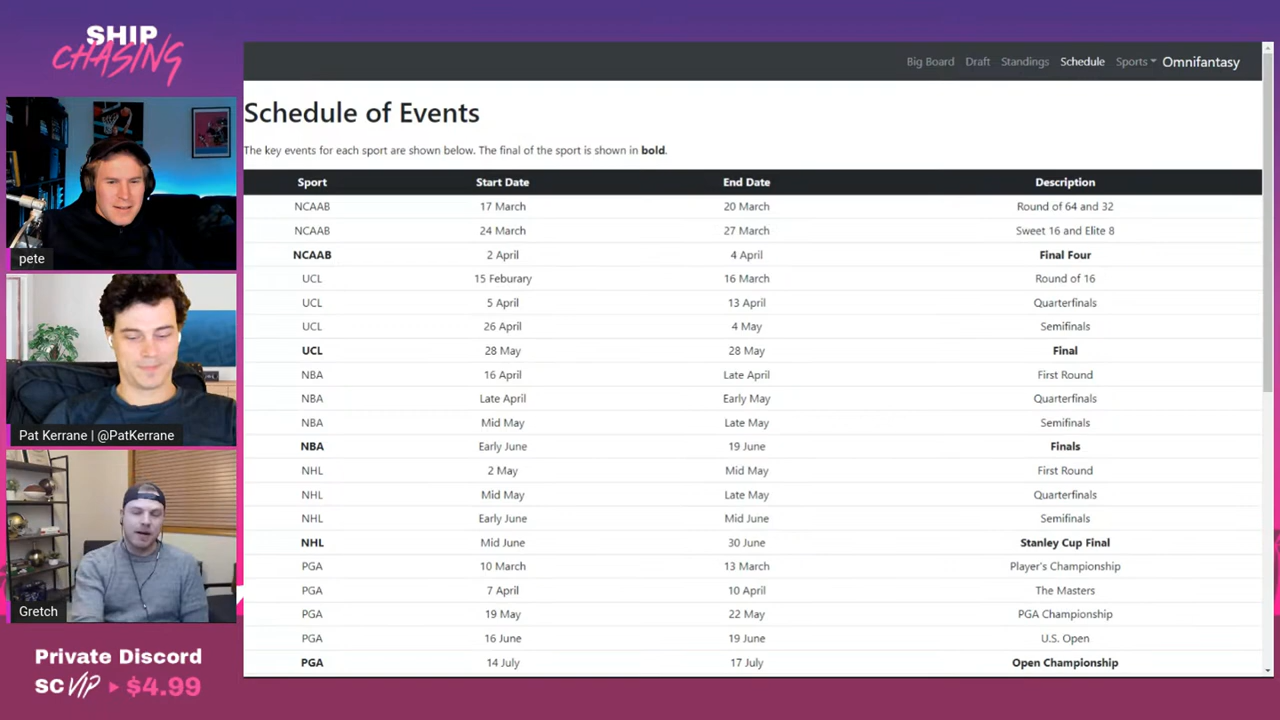 SHIP
CHASING
pete
Pat Kerrane | @PatKerrane
Gretch
Private Discord
SC VIP ▸ $4.99
Big Board Draft Standings Schedule Sports Omnifantasy
Schedule of Events
The key events for each sport are shown below. The final of the sport is shown in bold.
Sport Start Date End Date Description
NCAAB 17 March 20 March Round of 64 and 32
NCAAB 24 March 27 March Sweet 16 and Elite 8
NCAAB 2 April 4 April Final Four
UCL 15 Feburary 16 March Round of 16
UCL 5 April 13 April Quarterfinals
UCL 26 April 4 May Semifinals
UCL 28 May 28 May Final
NBA 16 April Late April First Round
NBA Late April Early May Quarterfinals
NBA Mid May Late May Semifinals
NBA Early June 19 June Finals
NHL 2 May Mid May First Round
NHL Mid May Late May Quarterfinals
NHL Early June Mid June Semifinals
NHL Mid June 30 June Stanley Cup Final
PGA 10 March 13 March Player's Championship
PGA 7 April 10 April The Masters
PGA 19 May 22 May PGA Championship
PGA 16 June 19 June U.S. Open
PGA 14 July 17 July Open Championship